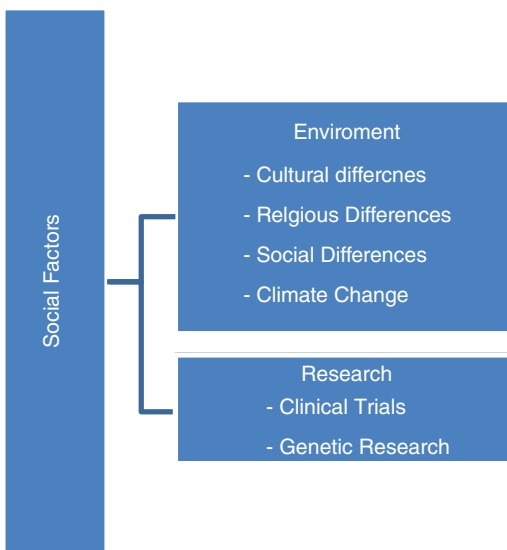 Social Factors
Enviroment
- Cultural differcnes
- Relgious Differences
- Social Differences
- Climate Change
Research
- Clinical Trials
- Genetic Research